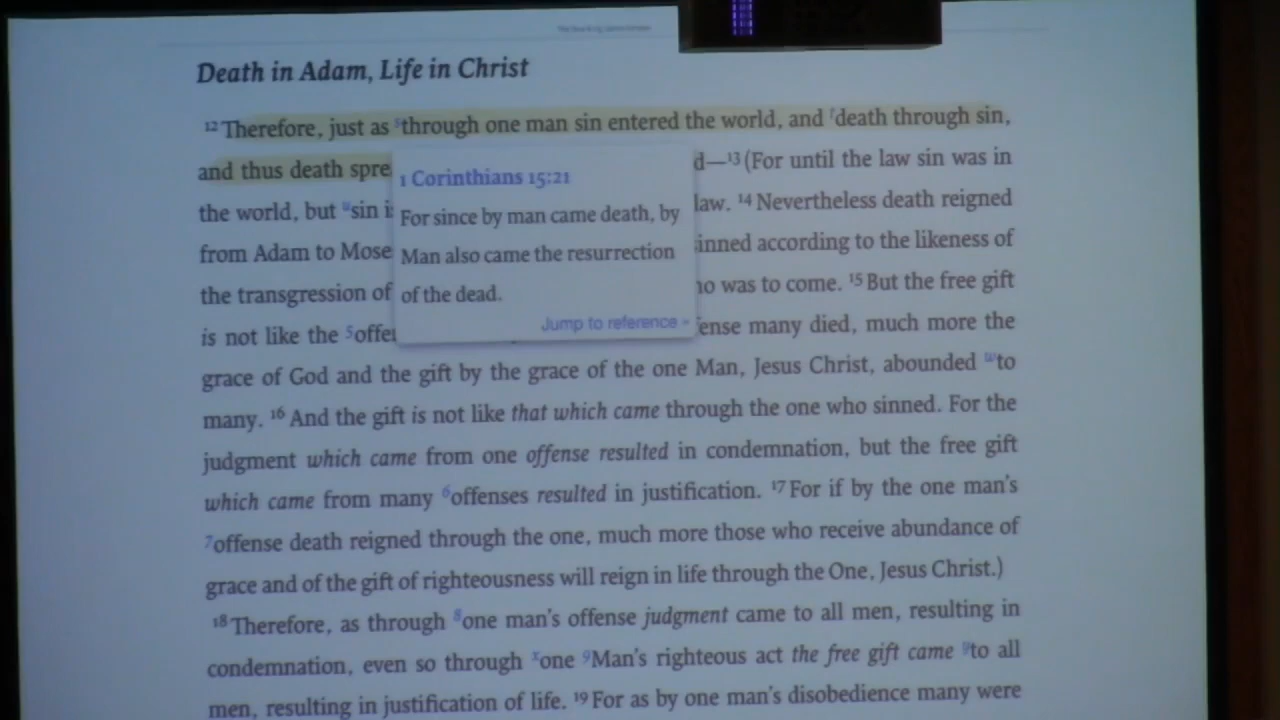 Death in Adam, Life in Christ
12 Therefore, just as s through one man sin entered the world, and t death through sin,
and thus death spre d—13 (For until the law sin was in
the world, but u sin i law. 14 Nevertheless death reigned
from Adam to Mose inned according to the likeness of
the transgression of ho was to come. 15 But the free gift
is not like the 5 offe ense many died, much more the
1 Corinthians 15:21
For since by man came death, by
Man also came the resurrection
of the dead.
Jump to reference »
grace of God and the gift by the grace of the one Man, Jesus Christ, abounded w to
many. 16 And the gift is not like that which came through the one who sinned. For the
judgment which came from one offense resulted in condemnation, but the free gift
which came from many 6 offenses resulted in justification. 17 For if by the one man's
7 offense death reigned through the one, much more those who receive abundance of
grace and of the gift of righteousness will reign in life through the One, Jesus Christ.)
18 Therefore, as through 8 one man's offense judgment came to all men, resulting in
condemnation, even so through x one 9 Man's righteous act the free gift came y to all
men, resulting in justification of life. 19 For as by one man's disobedience many were